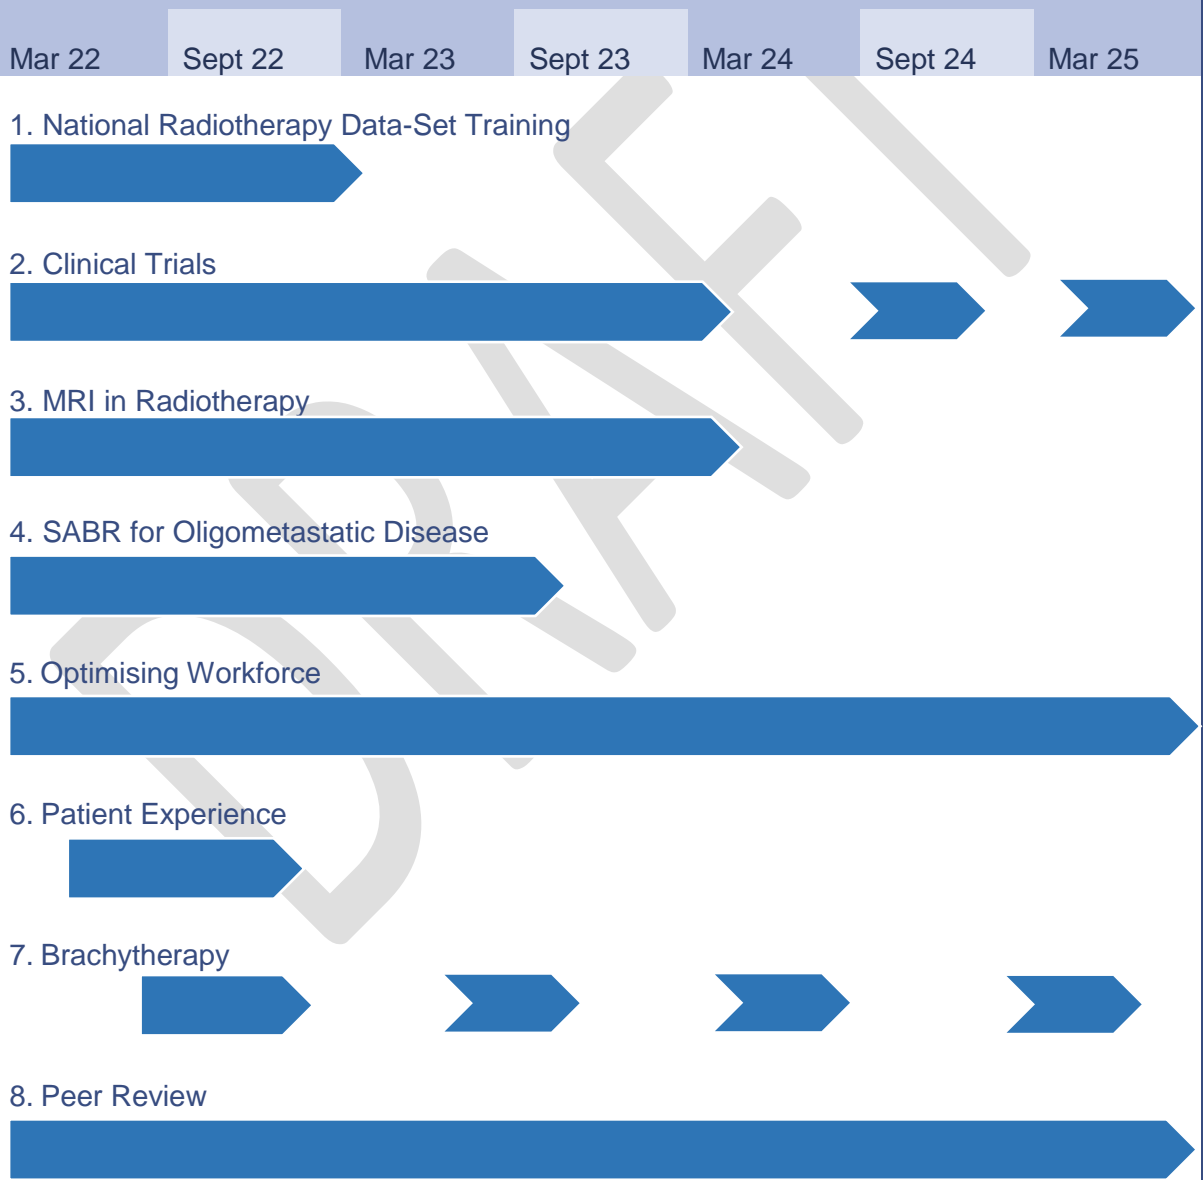 Mar 22 Sept 22 Mar 23 Sept 23 Mar 24 Sept 24 Mar 25
1. National Radiotherapy Data-Set Training
2. Clinical Trials
3. MRI in Radiotherapy
4. SABR for Oligometastatic Disease
5. Optimising Workforce
6. Patient Experience
7. Brachytherapy
8. Peer Review
DRAFT